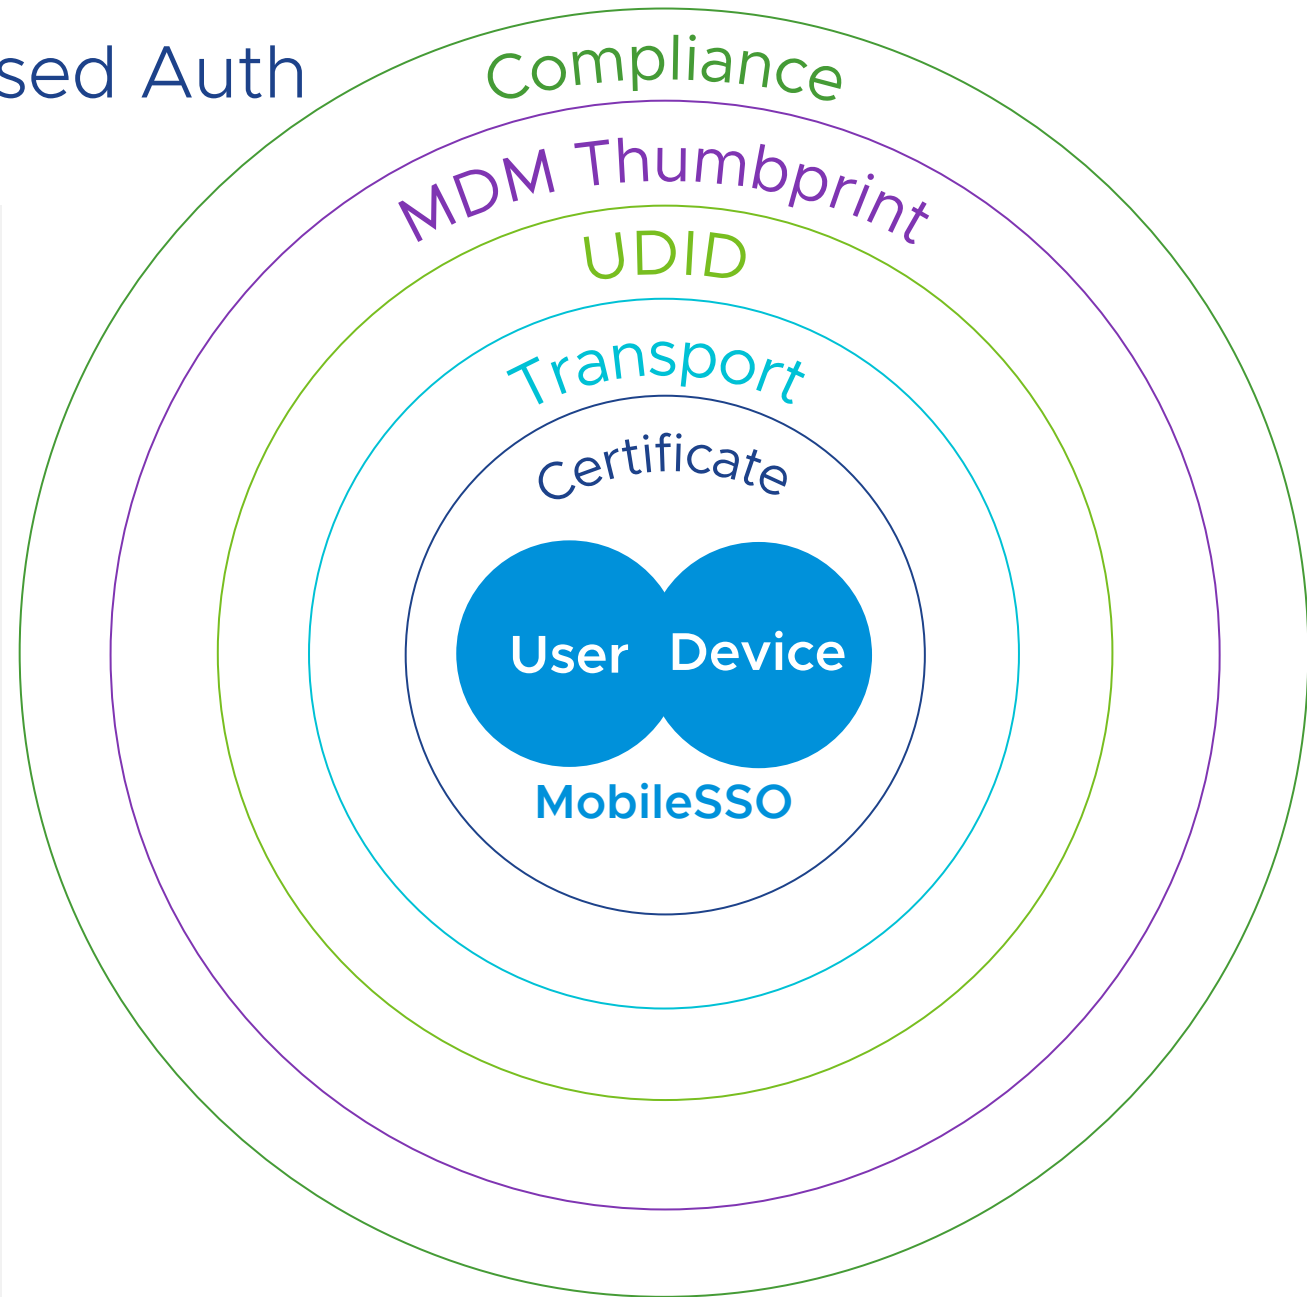 sed Auth
Compliance
MDM Thumbprint
UDID
Transport
Certificate
User Device
MobileSSO